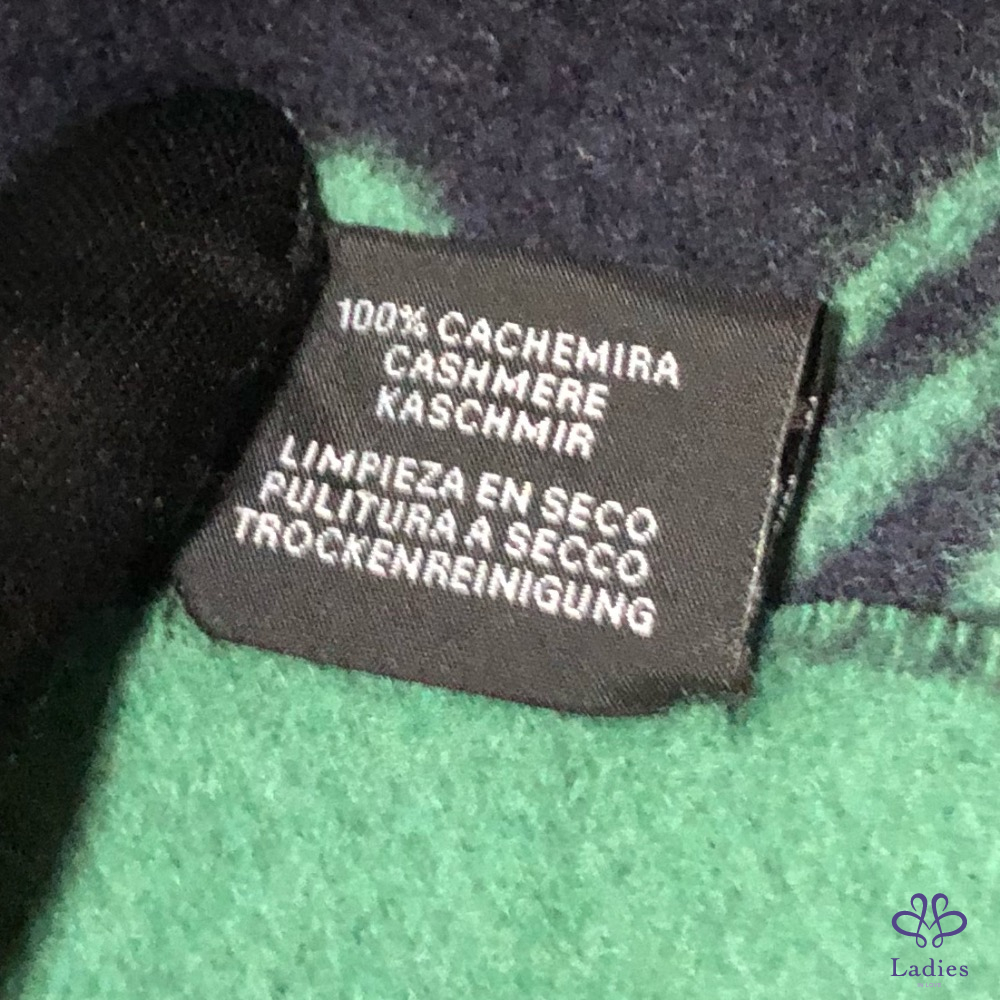 100% CACHEMIRA
CASHMERE
KASCHMIR
LIMPIEZA EN SECO
PULITURA A SECCO
TROCKENREINIGUNG
Ladies